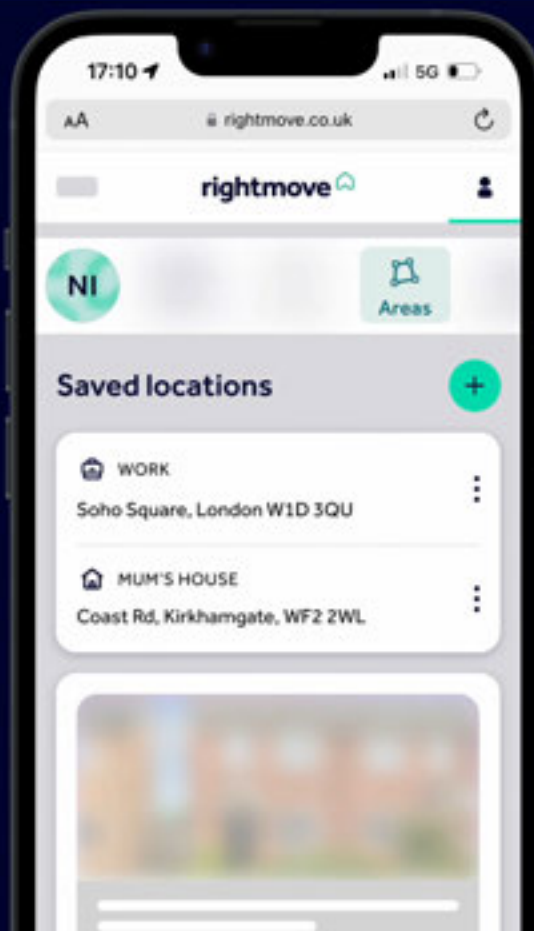 17:10
5G
AA
rightmove.co.uk
rightmove
NI
Areas
Saved locations
+
WORK
Soho Square, London W1D 3QU
MUM'S HOUSE
Coast Rd, Kirkhamgate, WF2 2WL